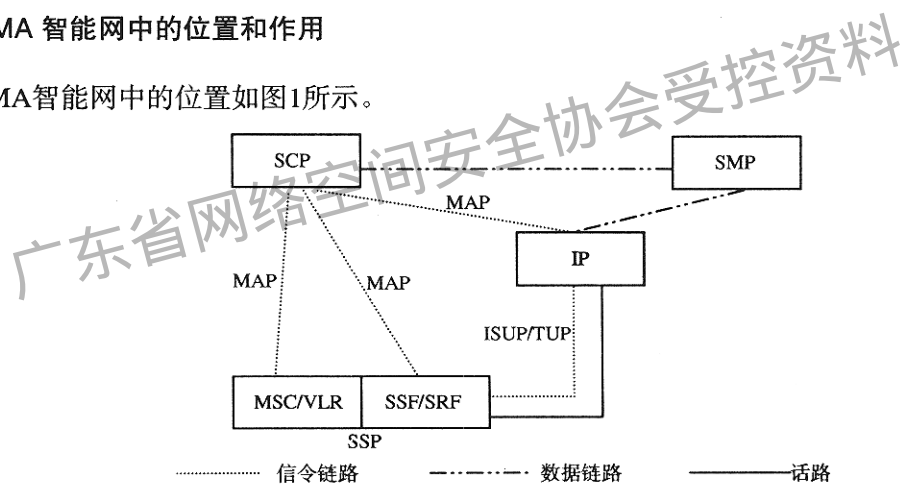 MA 智能网中的位置和作用
MA智能网中的位置如图1所示。
广东省网络空间安全协会受控资料
SCP
SMP
MAP
IP
MAP
MAP
ISUP/TUP
MSC/VLR
SSF/SRF
SSP
信令链路
数据链路
话路